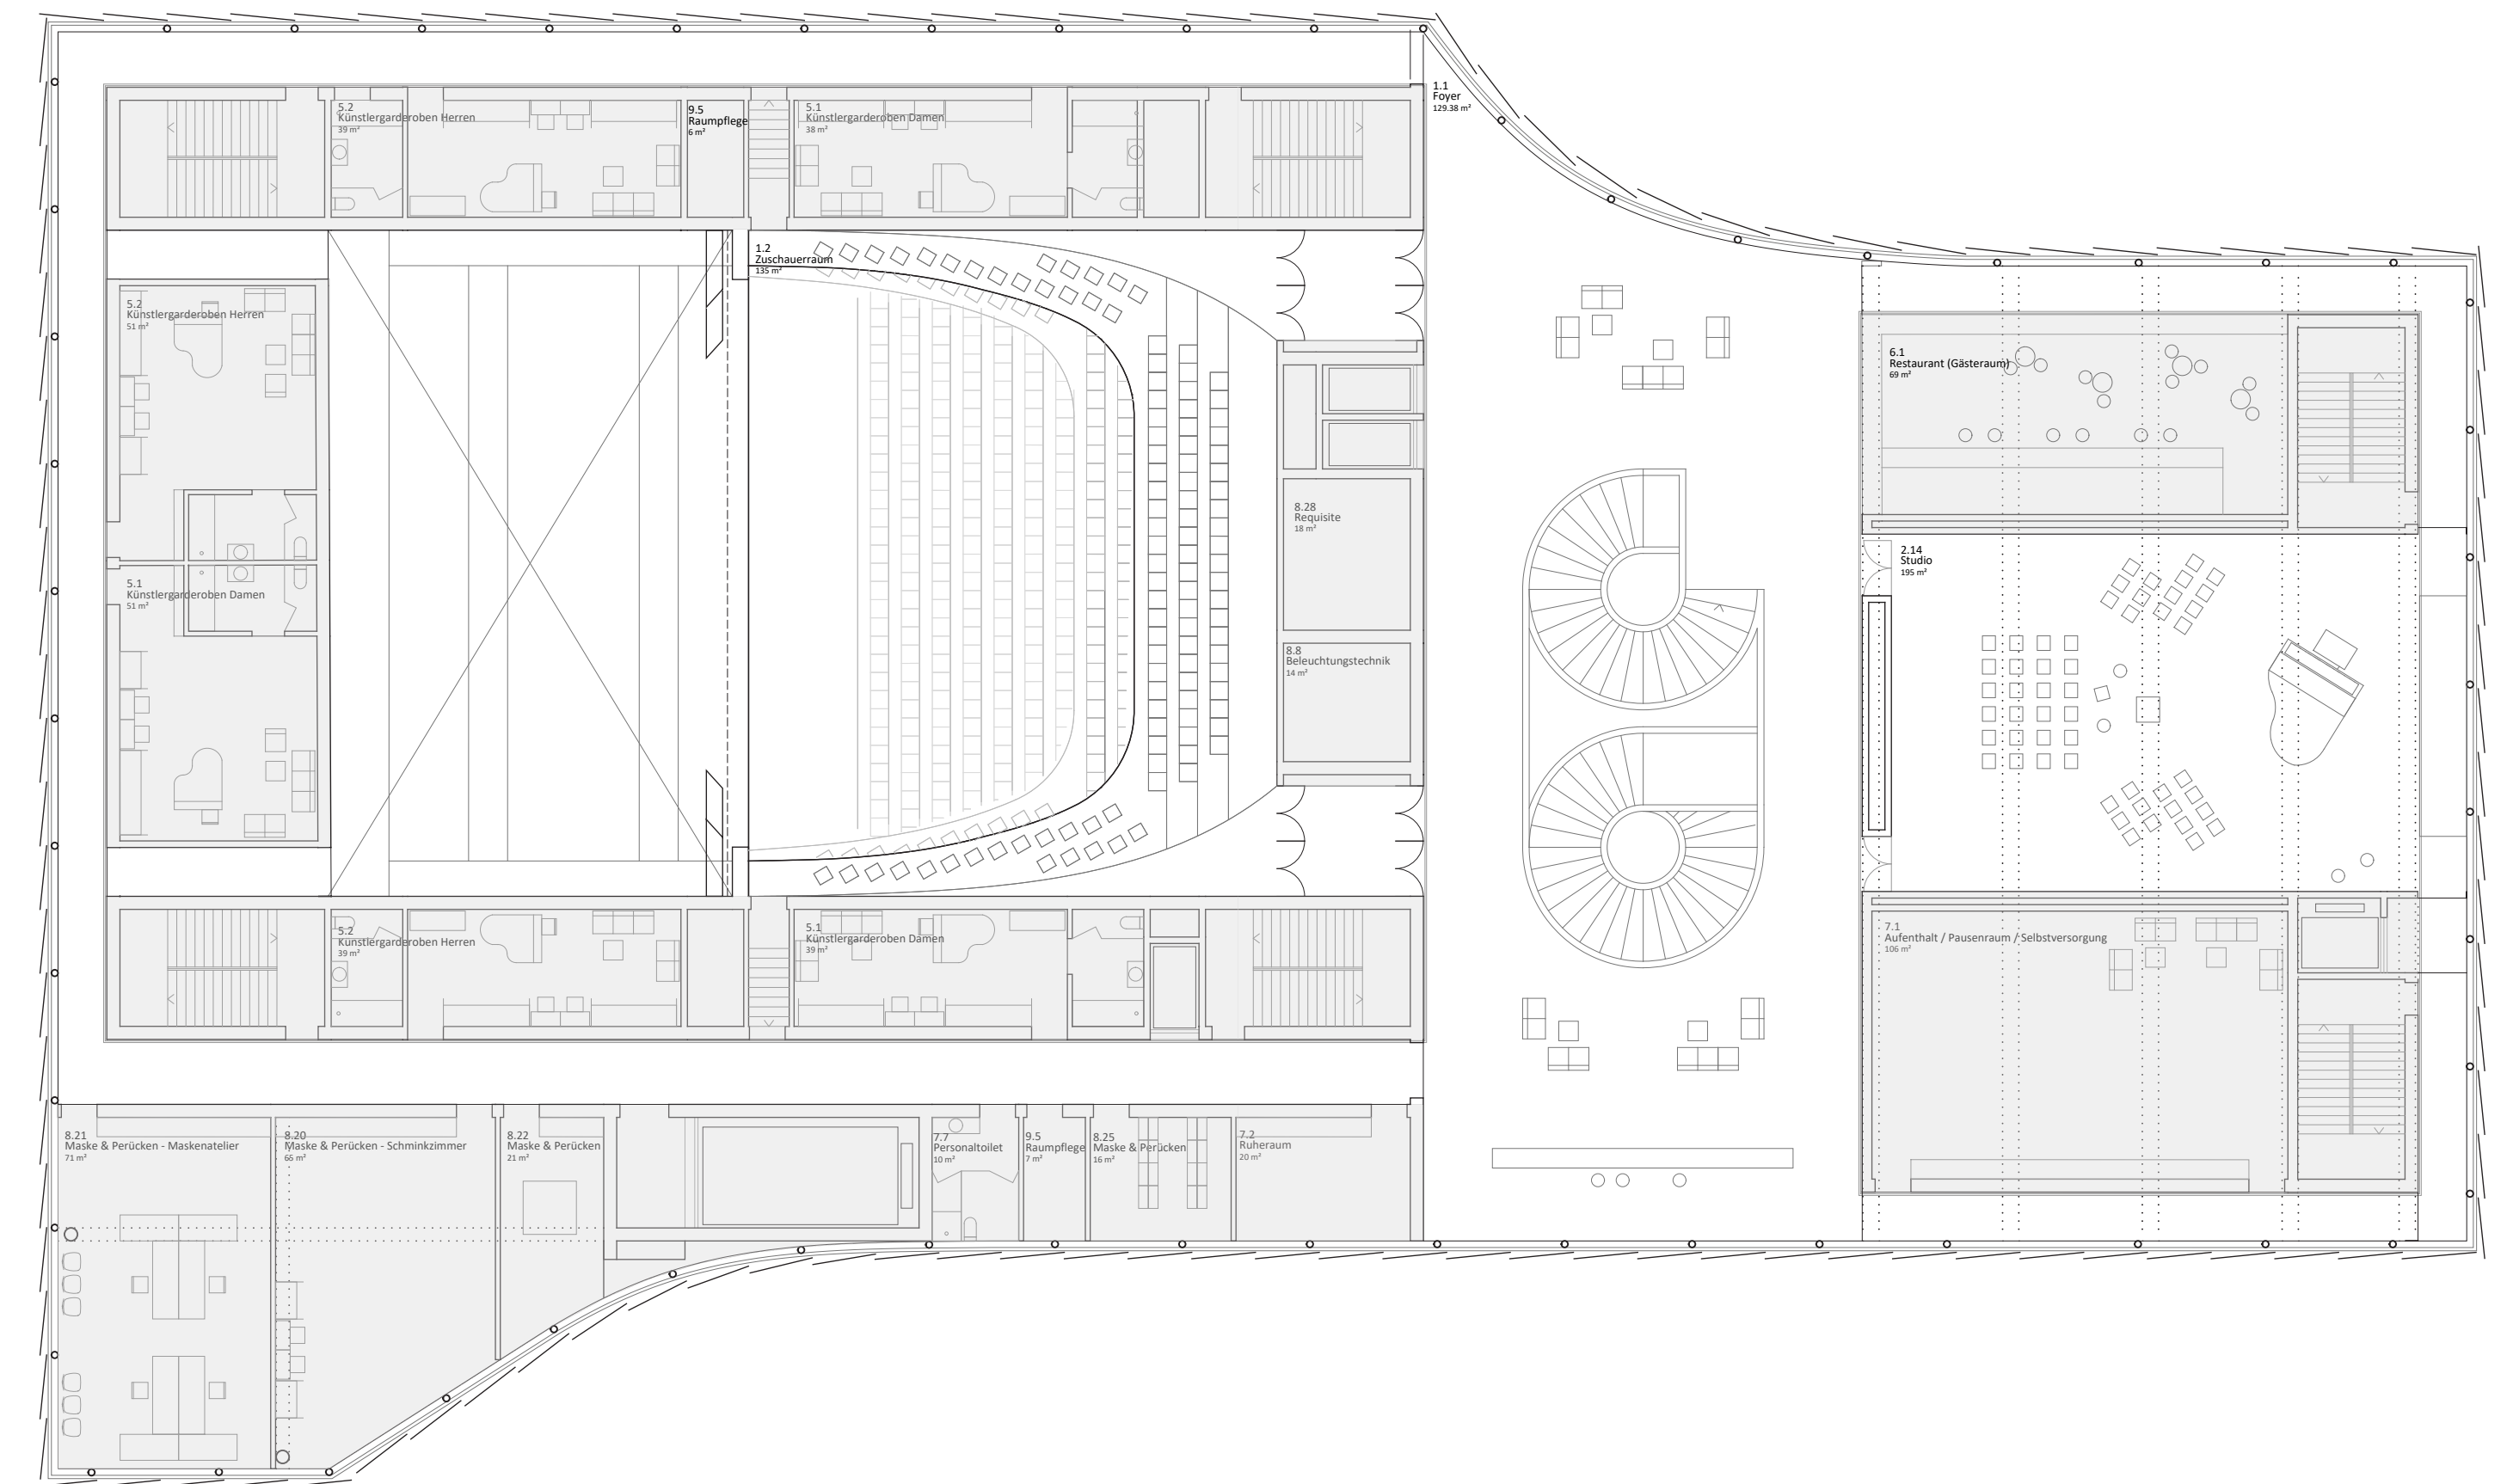 5.2
Künstlergarderoben Herren
39 m²
9.5
Raumpflege
6 m²
5.1
Künstlergarderoben Damen
38 m²
1.1
Foyer
129.38 m²
1.2
Zuschauerraum
135 m²
5.2
Künstlergarderoben Herren
51 m²
6.1
Restaurant (Gästeraum)
69 m²
8.28
Requisite
18 m²
2.14
Studio
195 m²
5.1
Künstlergarderoben Damen
51 m²
8.8
Beleuchtungstechnik
14 m²
5.2
Künstlergarderoben Herren
39 m²
5.1
Künstlergarderoben Damen
39 m²
7.1
Aufenthalt / Pausenraum / Selbstversorgung
106 m²
8.21
Maske & Perücken - Maskenatelier
71 m²
8.20
Maske & Perücken - Schminkzimmer
65 m²
8.22
Maske & Perücken
21 m²
7.7
Personaltoilet
10 m²
9.5
Raumpflege
7 m²
8.25
Maske & Perücken
16 m²
7.2
Ruheraum
20 m²